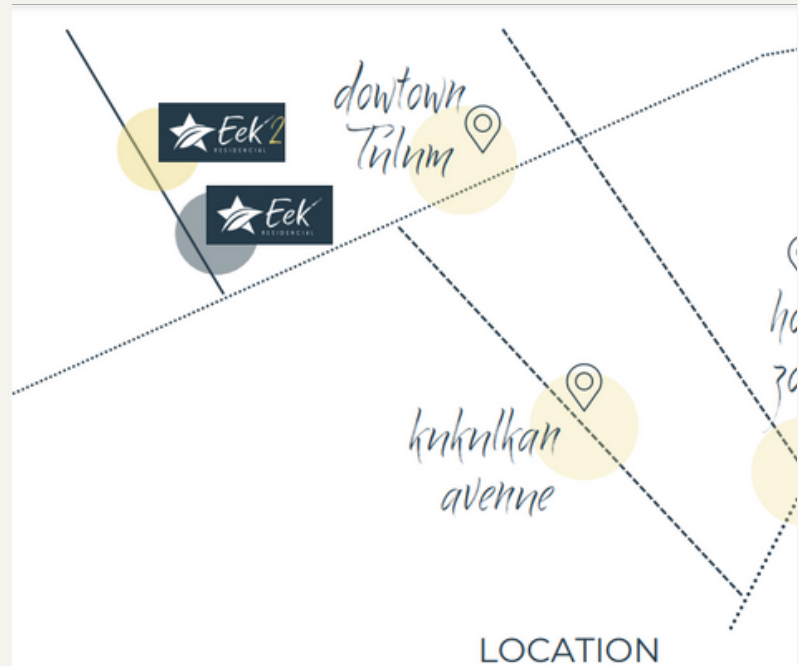 Eek' 2
RESIDENCIAL
dowtown
Tulum
Eek'
RESIDENCIAL
kukulkan
avenue
LOCATION